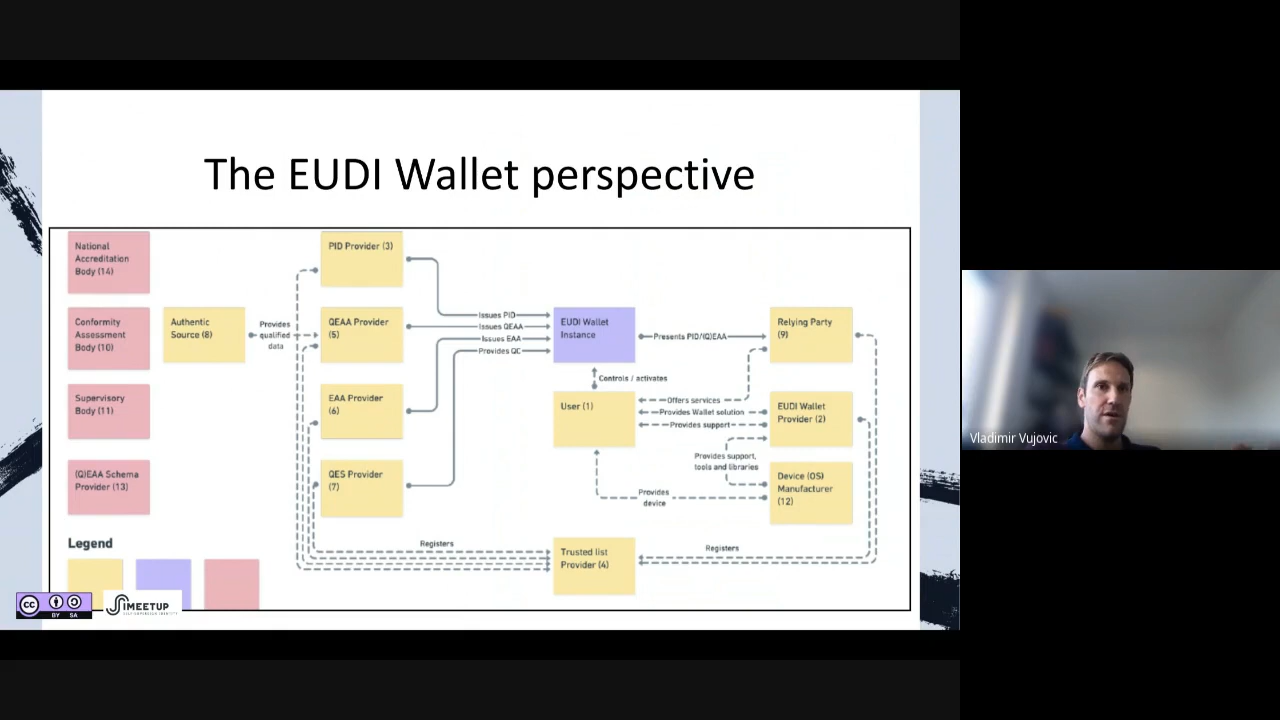 The EUDI Wallet perspective
National
Accreditation
Body (14)
PID Provider (3)
Conformity
Assessment
Body (10)
Authentic
Source (8)
Provides
qualified
data
QEAA Provider
(5)
Issues PID
Issues QEAA
Issues EAA
Provides QC
EUDI Wallet
Instance
Presents PID/(Q)EAA
Relying Party
(9)
Controls / activates
Supervisory
Body (11)
EAA Provider
(6)
User (1)
Offers services
Provides Wallet solution
Provides support
EUDI Wallet
Provider (2)
Provides support,
tools and libraries
(Q)EAA Schema
Provider (13)
QES Provider
(7)
Provides
device
Device (OS)
Manufacturer
(12)
Legend
Registers
Trusted list
Provider (4)
Registers
cc
BY SA
SSIMEETUP
Vladimir Vujovic